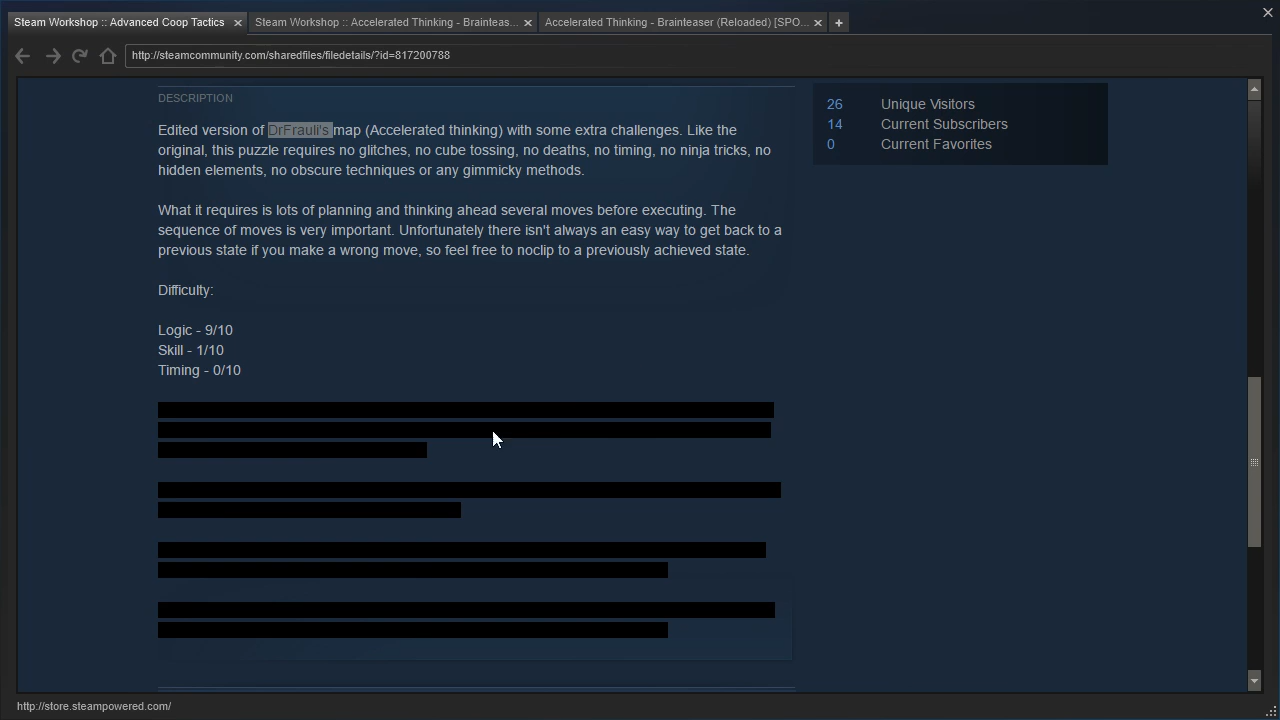 Steam Workshop :: Advanced Coop Tactics
Steam Workshop :: Accelerated Thinking - Brainteas...
Accelerated Thinking - Brainteaser (Reloaded) [SPO...
http://steamcommunity.com/sharedfiles/filedetails/?id=817200788
DESCRIPTION
Edited version of DrFrauli's map (Accelerated thinking) with some extra challenges. Like the
original, this puzzle requires no glitches, no cube tossing, no deaths, no timing, no ninja tricks, no
hidden elements, no obscure techniques or any gimmicky methods.
What it requires is lots of planning and thinking ahead several moves before executing. The
sequence of moves is very important. Unfortunately there isn't always an easy way to get back to a
previous state if you make a wrong move, so feel free to noclip to a previously achieved state.
Difficulty:
Logic - 9/10
Skill - 1/10
Timing - 0/10
26 Unique Visitors
14 Current Subscribers
0 Current Favorites
http://store.steampowered.com/